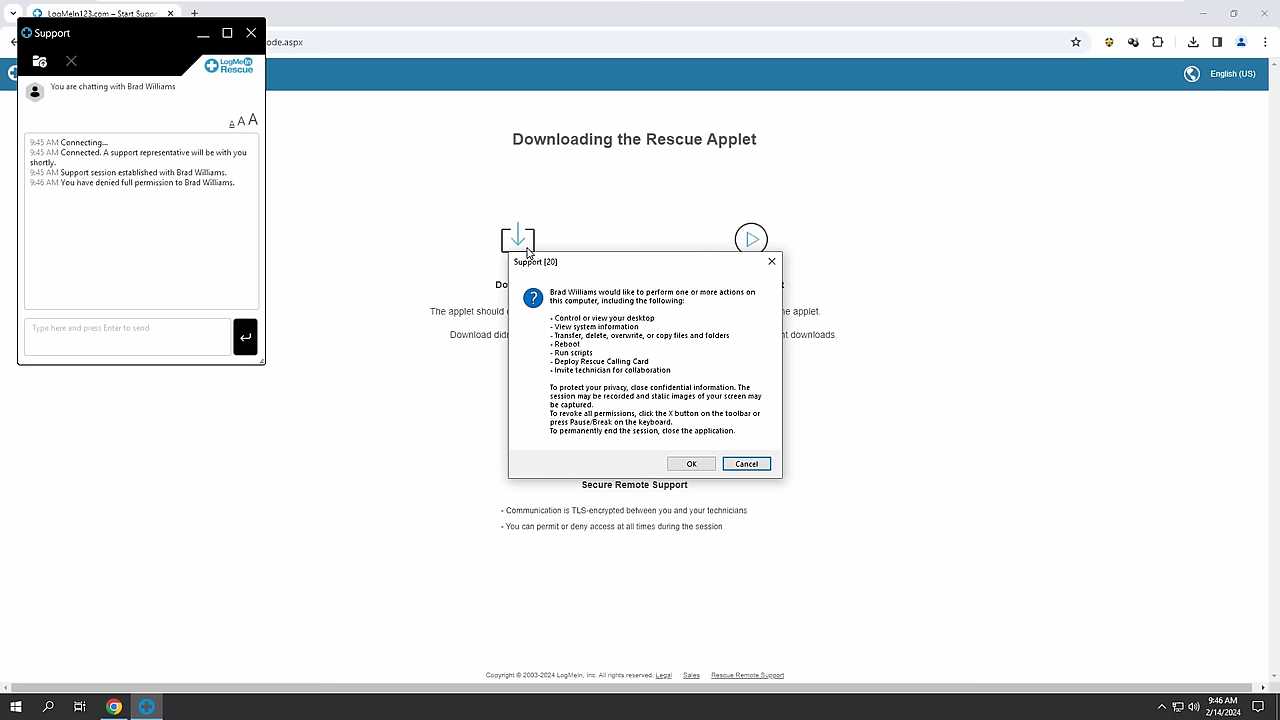 LogMeIn123.com – Start Suppo
Support
ode.aspx
LogMeIn
Rescue
English (US)
You are chatting with Brad Williams
A A A
9:45 AM Connecting...
9:45 AM Connected. A support representative will be with you
shortly.
9:45 AM Support session established with Brad Williams.
9:46 AM You have denied full permission to Brad Williams.
Type here and press Enter to send
Downloading the Rescue Applet
Do
t
The applet should
he applet.
Download didn
nt downloads.
Support [20]
Brad Williams would like to perform one or more actions on
this computer, including the following:
- Control or view your desktop
- View system information
- Transfer, delete, overwrite, or copy files and folders
- Reboot
- Run scripts
- Deploy Rescue Calling Card
- Invite technician for collaboration
To protect your privacy, close confidential information. The
session may be recorded and static images of your screen may
be captured.
To revoke all permissions, click the X button on the toolbar or
press Pause/Break on the keyboard.
To permanently end the session, close the application.
OK
Cancel
Secure Remote Support
- Communication is TLS-encrypted between you and your technicians
- You can permit or deny access at all times during the session
Copyright © 2003-2024 LogMeIn, Inc. All rights reserved. Legal Sales Rescue Remote Support
9:46 AM
2/14/2024